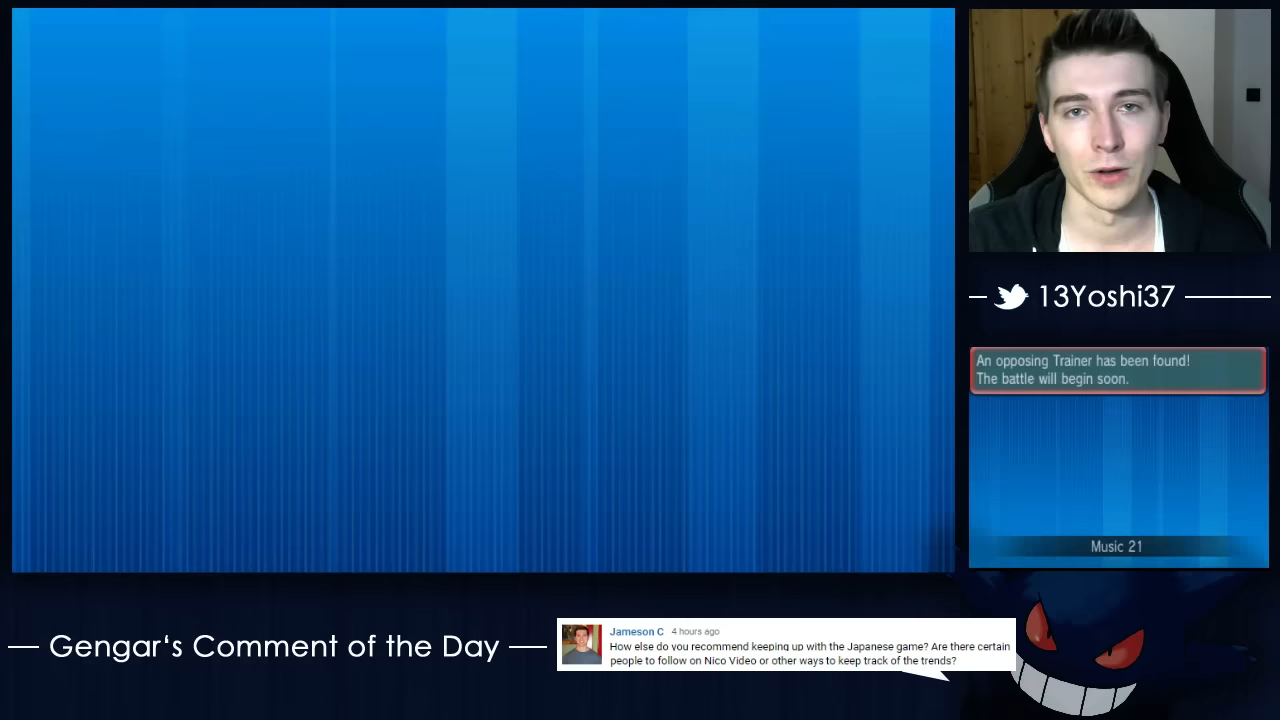 13Yoshi37
An opposing Trainer has been found!
The battle will begin soon.
Music 21
Gengar‘s Comment of the Day
Jameson C 4 hours ago
How else do you recommend keeping up with the Japanese game? Are there certain
people to follow on Nico Video or other ways to keep track of the trends?